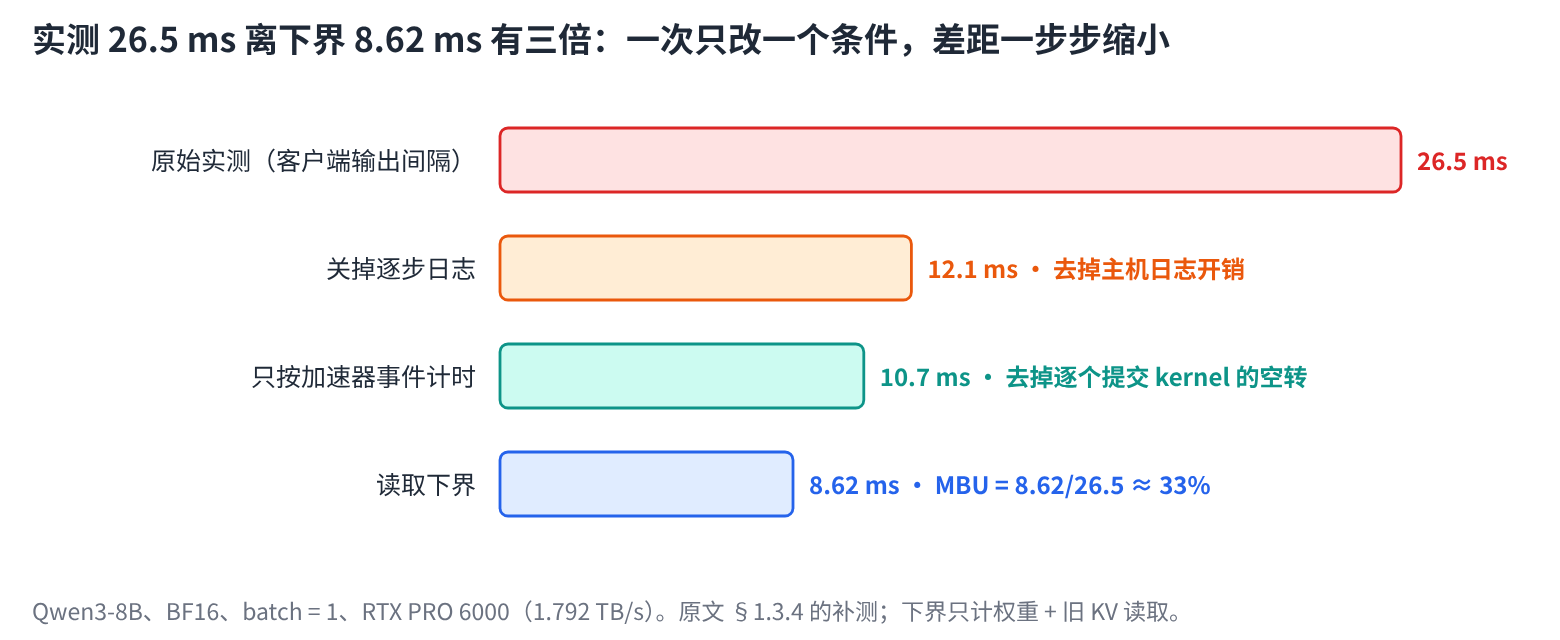 实测 26.5 ms 离下界 8.62 ms 有三倍：一次只改一个条件，差距一步步缩小
原始实测（客户端输出间隔） 26.5 ms
关掉逐步日志 12.1 ms · 去掉主机日志开销
只按加速器事件计时 10.7 ms · 去掉逐个提交 kernel 的空转
读取下界 8.62 ms · MBU = 8.62/26.5 ≈ 33%
Qwen3-8B、BF16、batch = 1、RTX PRO 6000（1.792 TB/s）。原文 §1.3.4 的补测；下界只计权重 + 旧 KV 读取。